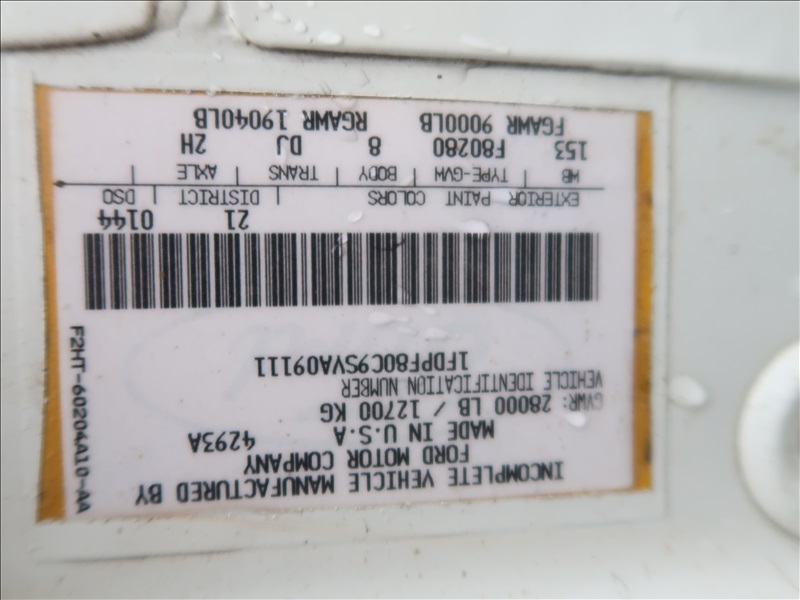 INCOMPLETE VEHICLE MANUFACTURED BY
FORD MOTOR COMPANY
MADE IN U.S.A 4293A
GVWR: 28000 LB / 12700 KG
VEHICLE IDENTIFICATION NUMBER
1FDPF80C9SVA09111
21 0144
EXTERIOR PAINT COLORS DISTRICT DSO
WB TYPE-GVW BODY TRANS AXLE
153 F80280 8 DJ 2H
FGAWR 9000LB RGAWR 19040LB
F2HT-60204A10-AA